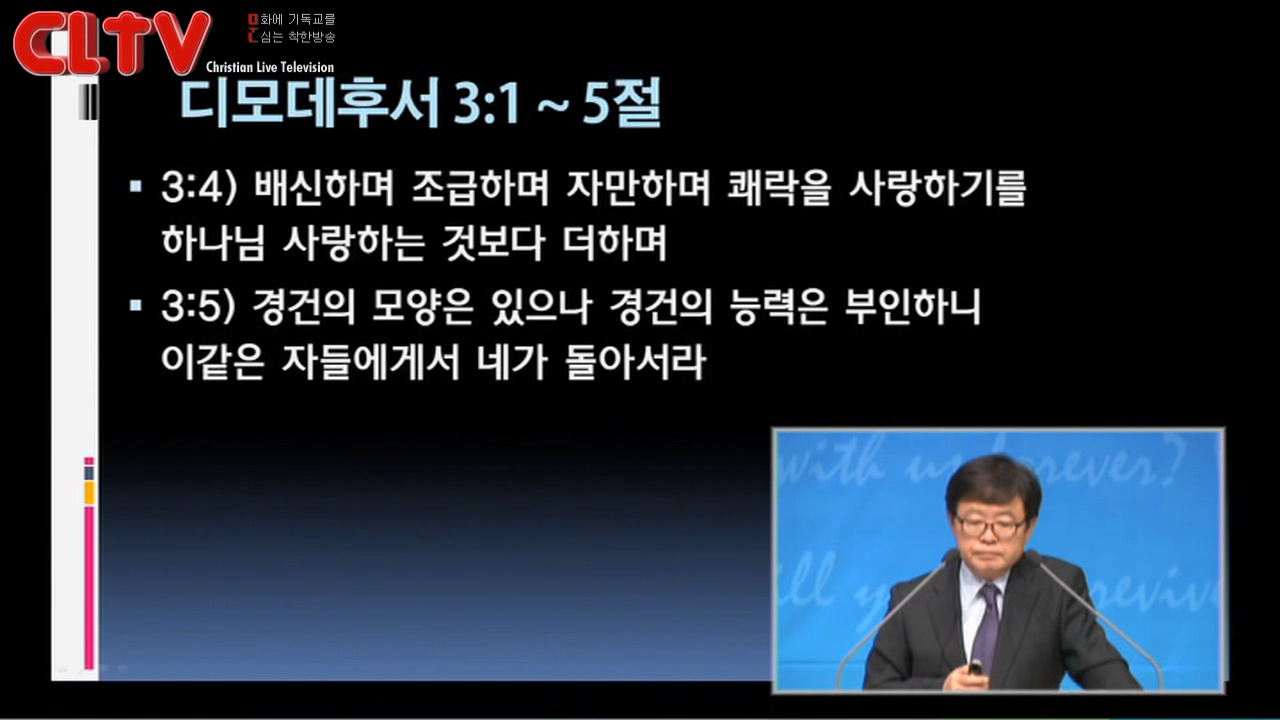 CLTV
문화에 기독교를
심는 착한방송
Christian Live Television
디모데후서 3:1 ~ 5절
3:4) 배신하며 조급하며 자만하며 쾌락을 사랑하기를
하나님 사랑하는 것보다 더하며
3:5) 경건의 모양은 있으나 경건의 능력은 부인하니
이같은 자들에게서 네가 돌아서라
with us forever?